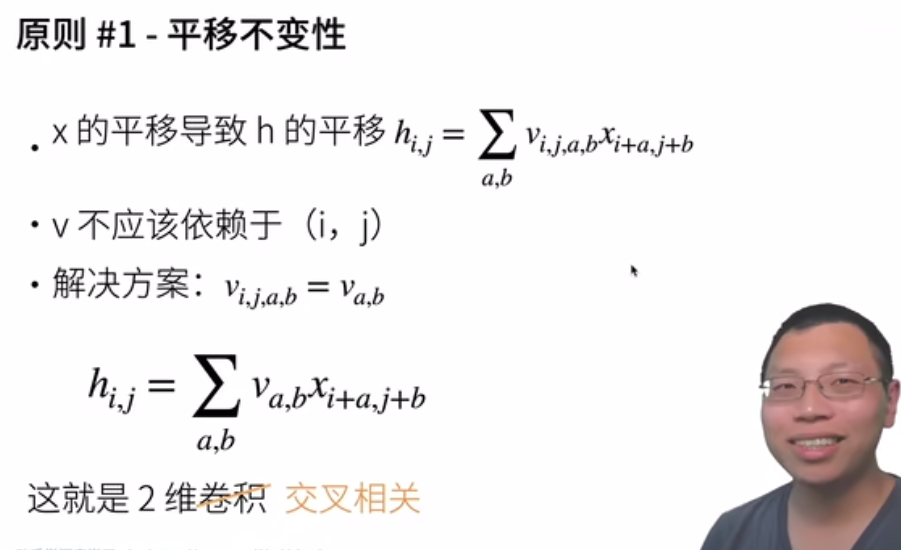 原则 #1 - 平移不变性
. x 的平移导致 h 的平移 h_{i,j} = ∑_{a,b} v_{i,j,a,b}x_{i+a,j+b}
· v 不应该依赖于（i，j）
· 解决方案：v_{i,j,a,b} = v_{a,b}
h_{i,j} = ∑_{a,b} v_{a,b}x_{i+a,j+b}
这就是 2 维卷积 交叉相关